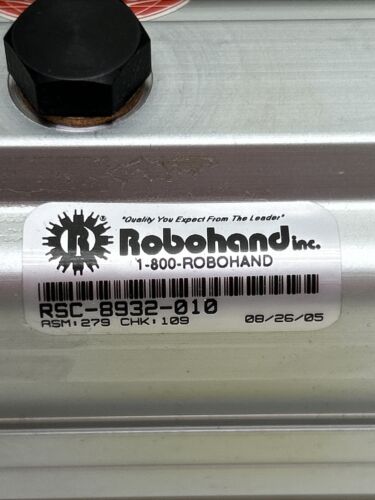 "Quality You Expect From The Leader"
R® Robohand inc.
1-800-ROBOHAND
RSC-8932-010
ASM:279 CHK:109 08/26/05